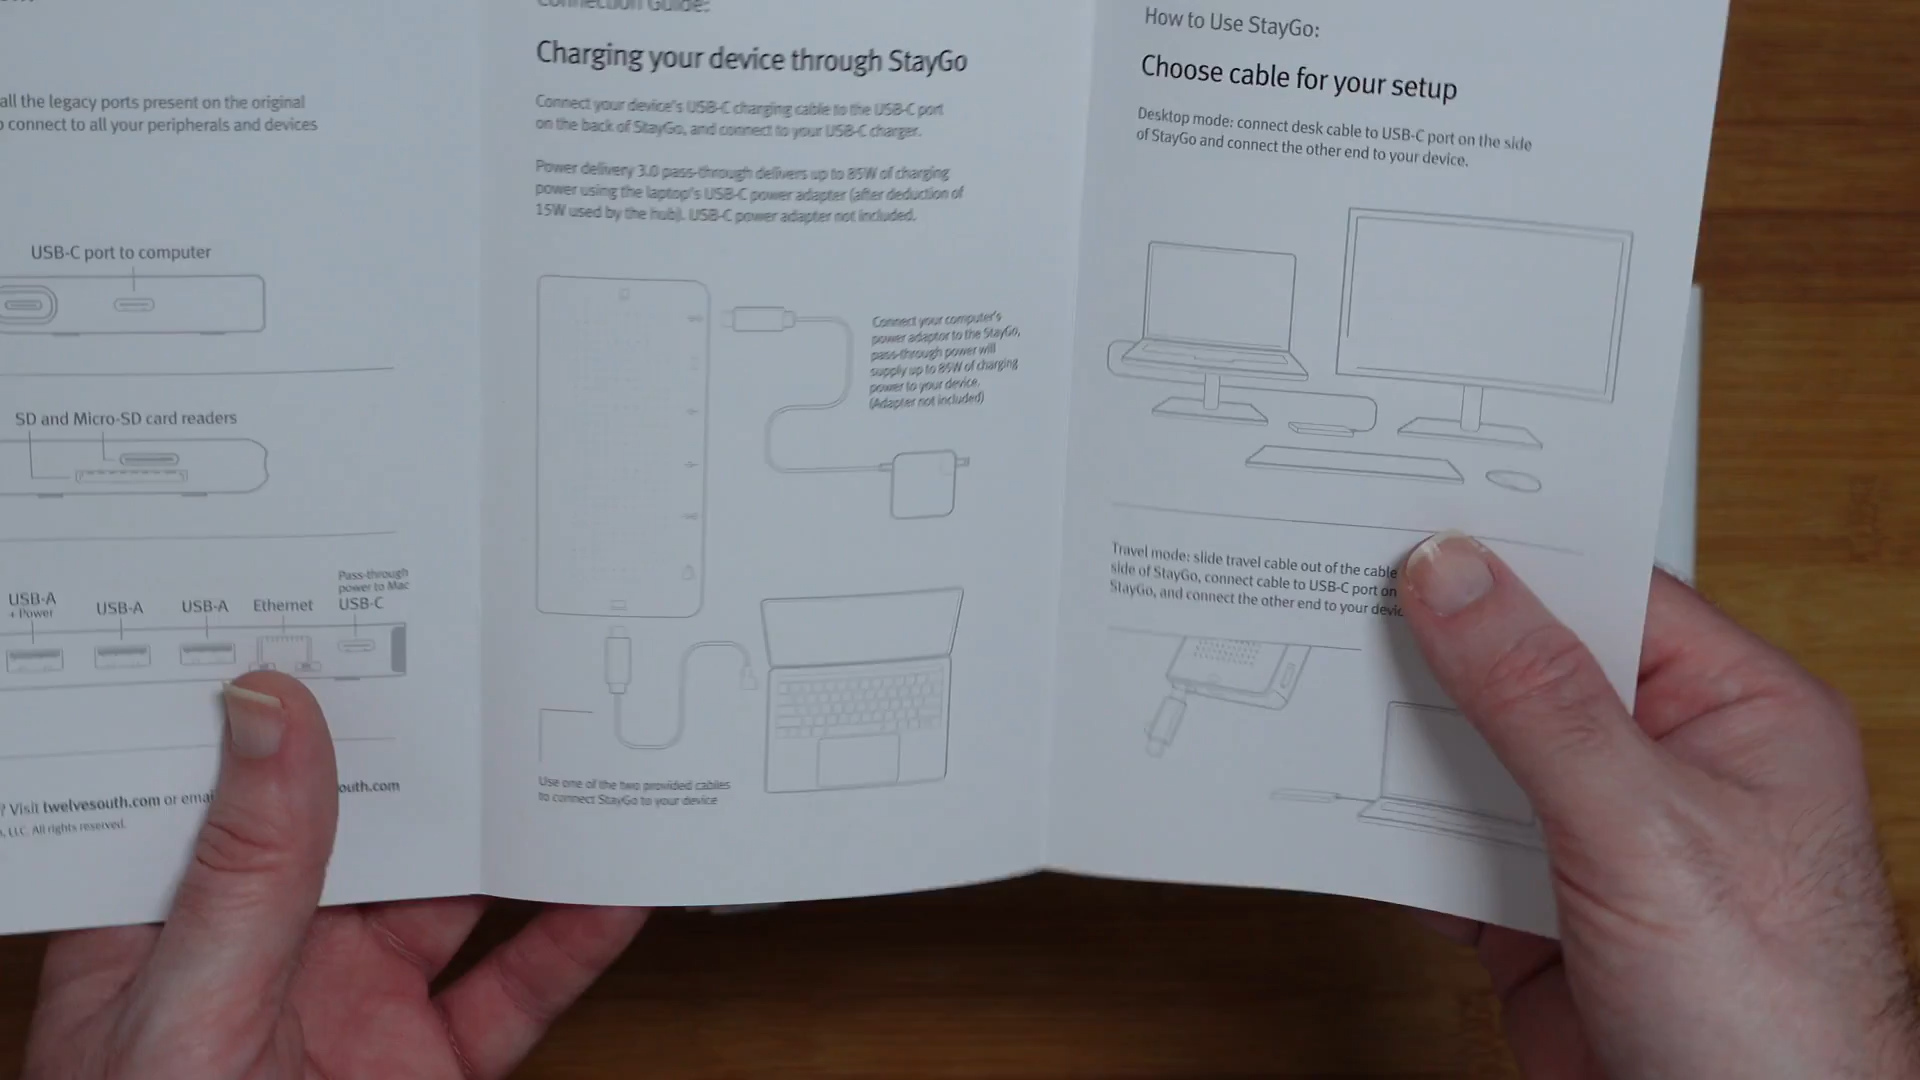 all the legacy ports present on the original
connect to all your peripherals and devices
USB-C port to computer
SD and Micro-SD card readers
USB-A
+ Power
USB-A
USB-A
Ethernet
Pass-through
power to Mac
USB-C
? Visit twelvesouth.com or emai
outh.com
, LLC. All rights reserved.
Connection Guide:
Charging your device through StayGo
Connect your device's USB-C charging cable to the USB-C port
on the back of StayGo, and connect to your USB-C charger.
Power delivery 3.0 pass-through delivers up to 85W of charging
power using the laptop's USB-C power adapter (after deduction of
15W used by the hub). USB-C power adapter not included.
Connect your computer's
power adaptor to the StayGo,
pass-through power will
supply up to 85W of charging
power to your device.
(Adapter not included)
Use one of the two provided cables
to connect StayGo to your device
How to Use StayGo:
Choose cable for your setup
Desktop mode: connect desk cable to USB-C port on the side
of StayGo and connect the other end to your device.
Travel mode: slide travel cable out of the cable
side of StayGo, connect cable to USB-C port on
StayGo, and connect the other end to your devic